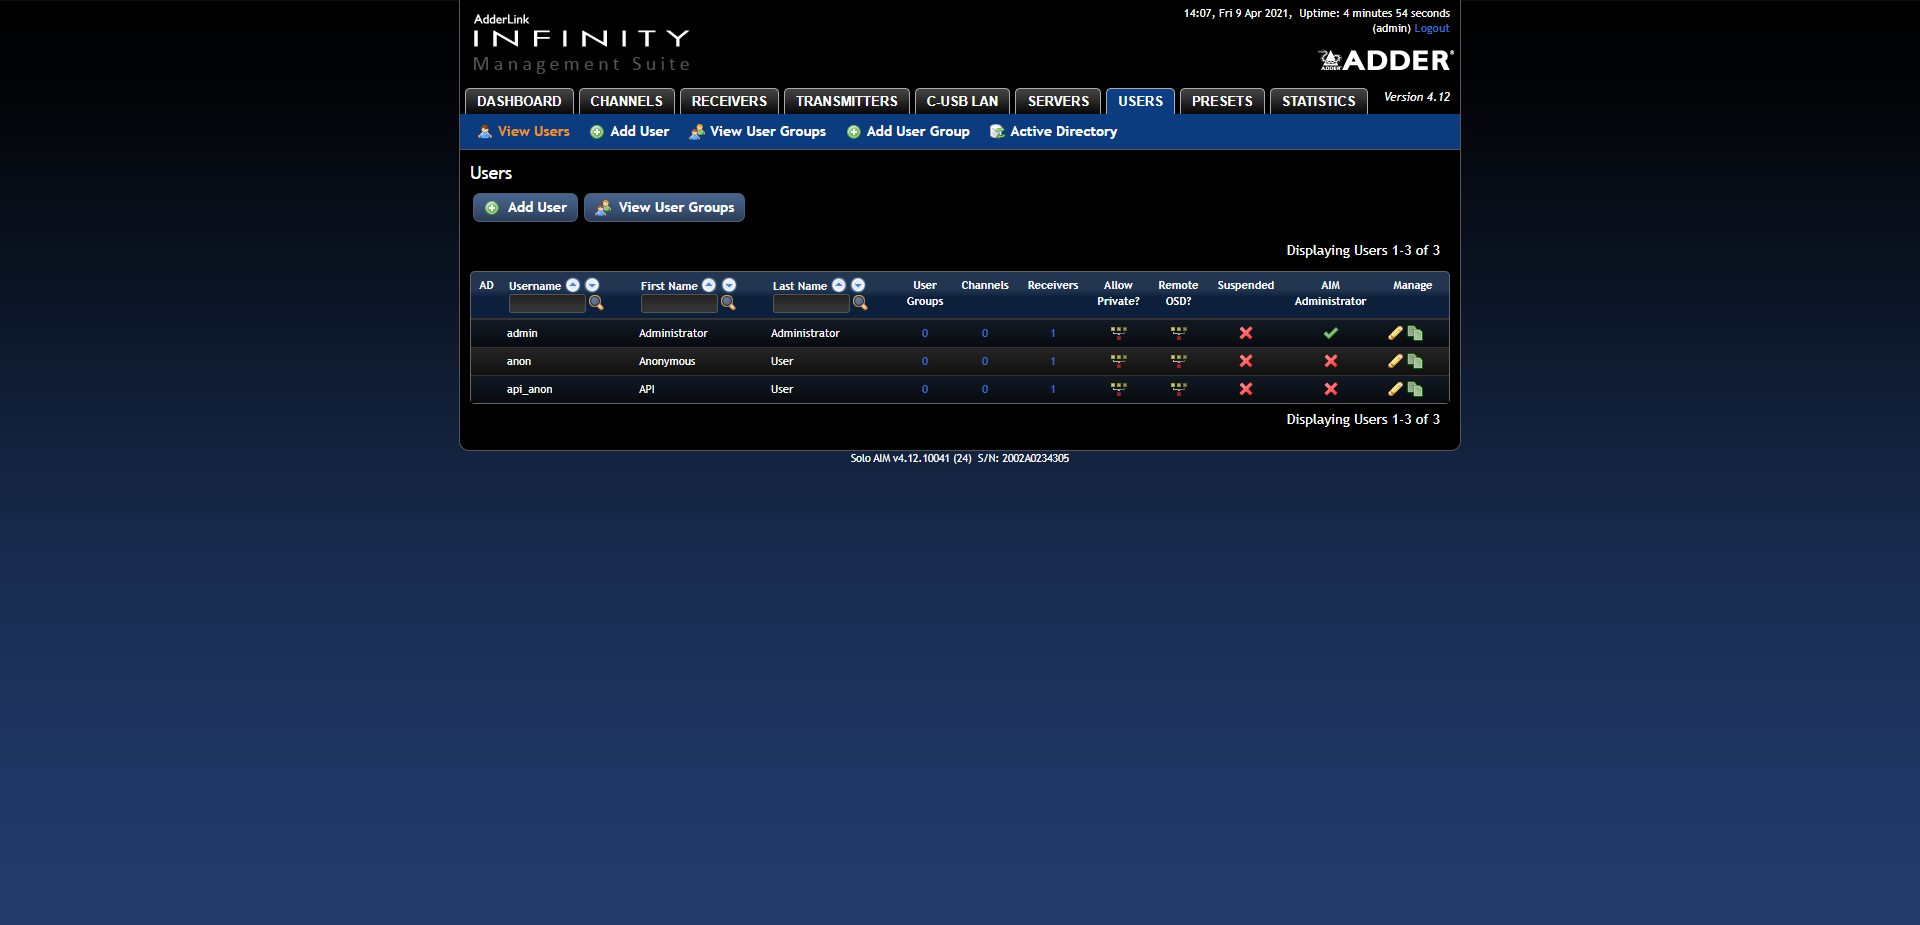 AdderLink
INFINITY
Management Suite
14:07, Fri 9 Apr 2021, Uptime: 4 minutes 54 seconds
(admin) Logout
ADDER
ADDER®
DASHBOARD CHANNELS RECEIVERS TRANSMITTERS C-USB LAN SERVERS USERS PRESETS STATISTICS Version 4.12
View Users Add User View User Groups Add User Group Active Directory
Users
Add User View User Groups
Displaying Users 1-3 of 3
AD Username First Name Last Name User Groups Channels Receivers Allow Private? Remote OSD? Suspended AIM Administrator Manage
admin Administrator Administrator 0 0 1
anon Anonymous User 0 0 1
api_anon API User 0 0 1
Displaying Users 1-3 of 3
Solo AIM v4.12.10041 (24) S/N: 2002A0234305